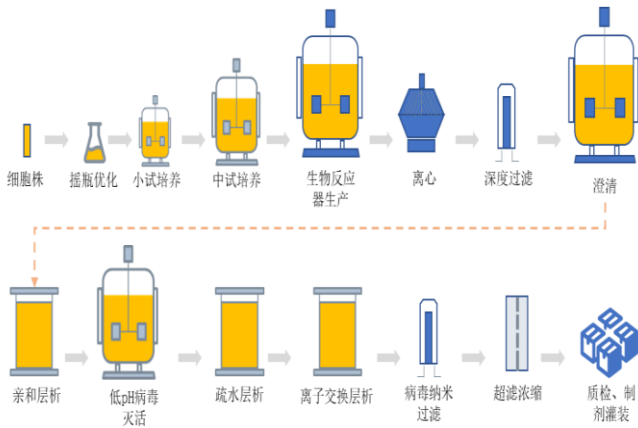 细胞株
摇瓶优化
小试培养
中试培养
生物反应
器生产
离心
深度过滤
澄清
亲和层析
低pH病毒
灭活
疏水层析
离子交换层析
病毒纳米
过滤
超滤浓缩
质检、制
剂灌装